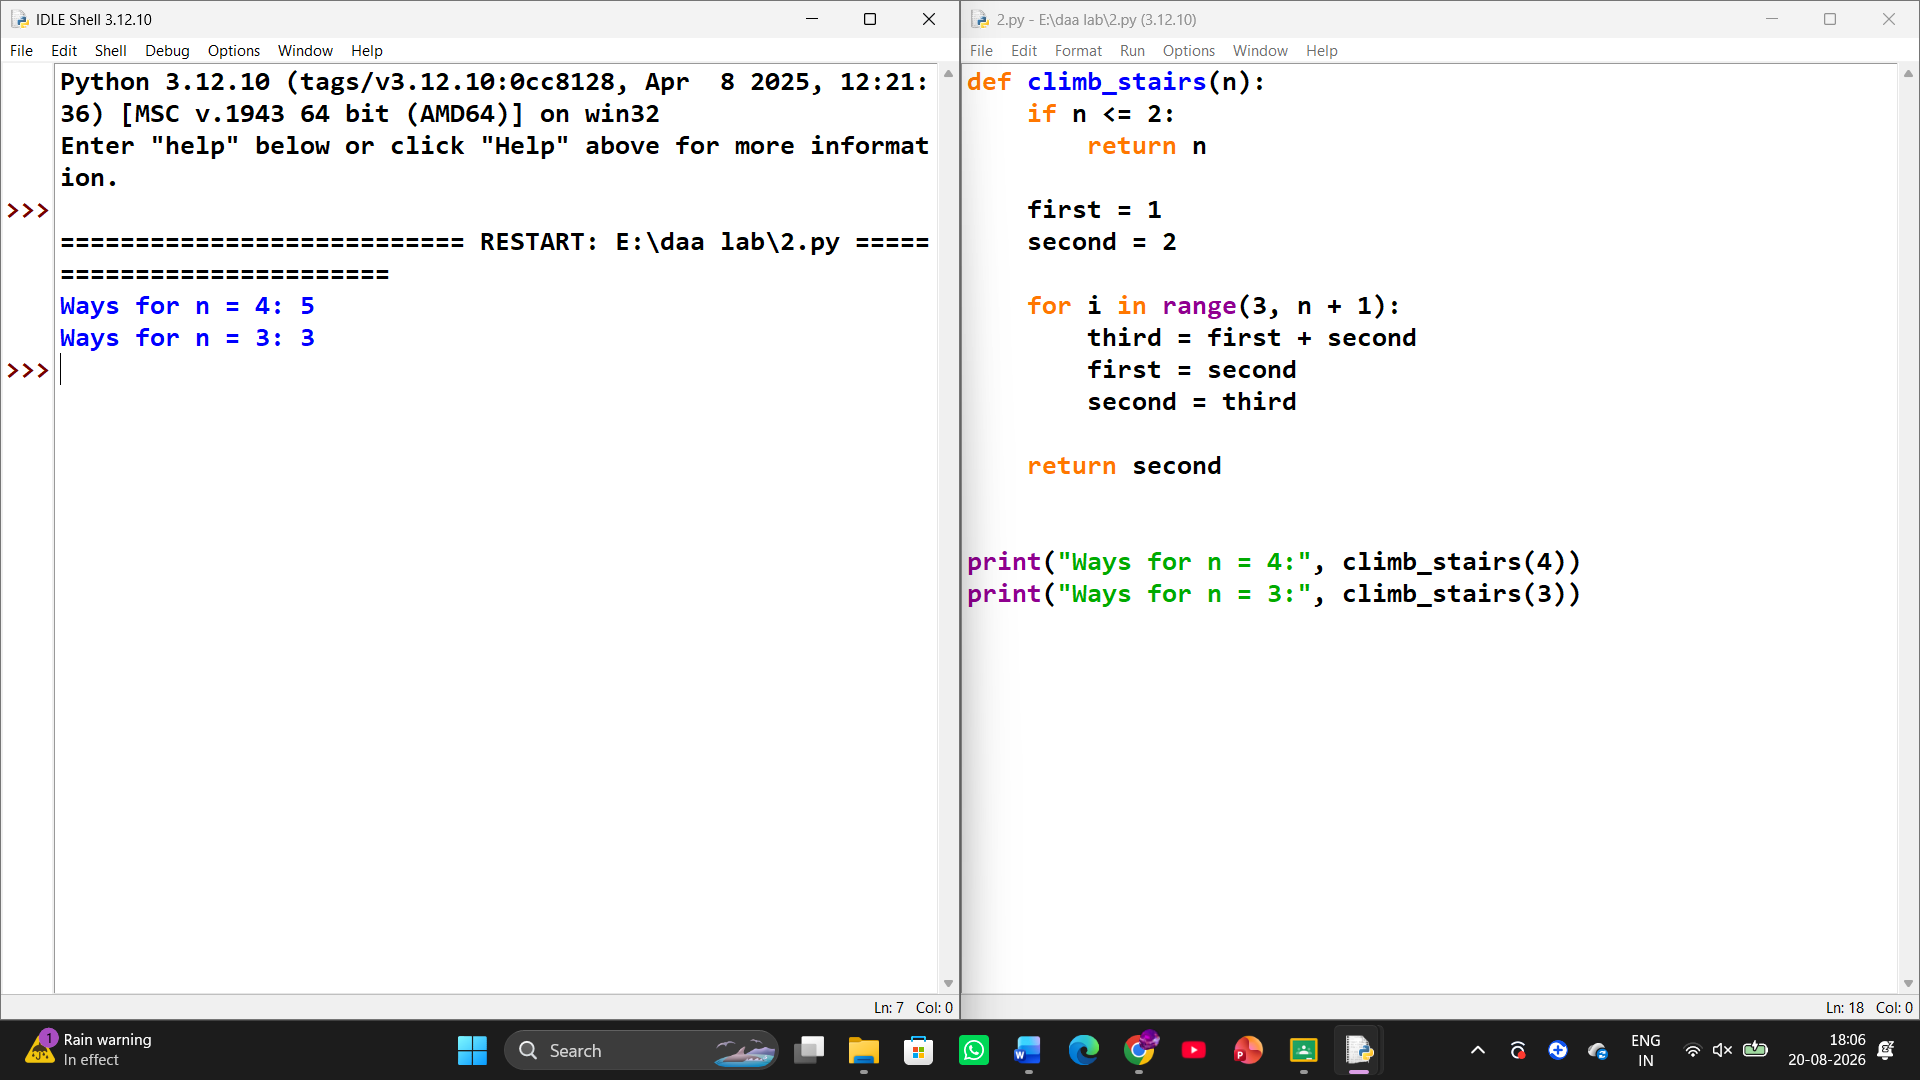 IDLE Shell 3.12.10
File Edit Shell Debug Options Window Help
Python 3.12.10 (tags/v3.12.10:0cc8128, Apr  8 2025, 12:21:
36) [MSC v.1943 64 bit (AMD64)] on win32
Enter "help" below or click "Help" above for more informat
ion.
>>>
=========================== RESTART: E:\daa lab\2.py =====
======================
Ways for n = 4: 5
Ways for n = 3: 3
>>>
Ln: 7 Col: 0
2.py - E:\daa lab\2.py (3.12.10)
File Edit Format Run Options Window Help
def climb_stairs(n):
    if n <= 2:
        return n
    first = 1
    second = 2
    for i in range(3, n + 1):
        third = first + second
        first = second
        second = third
    return second
print("Ways for n = 4:", climb_stairs(4))
print("Ways for n = 3:", climb_stairs(3))
Ln: 18 Col: 0
1
Rain warning
In effect
Search
W
P
ENG
IN
18:06
20-08-2026